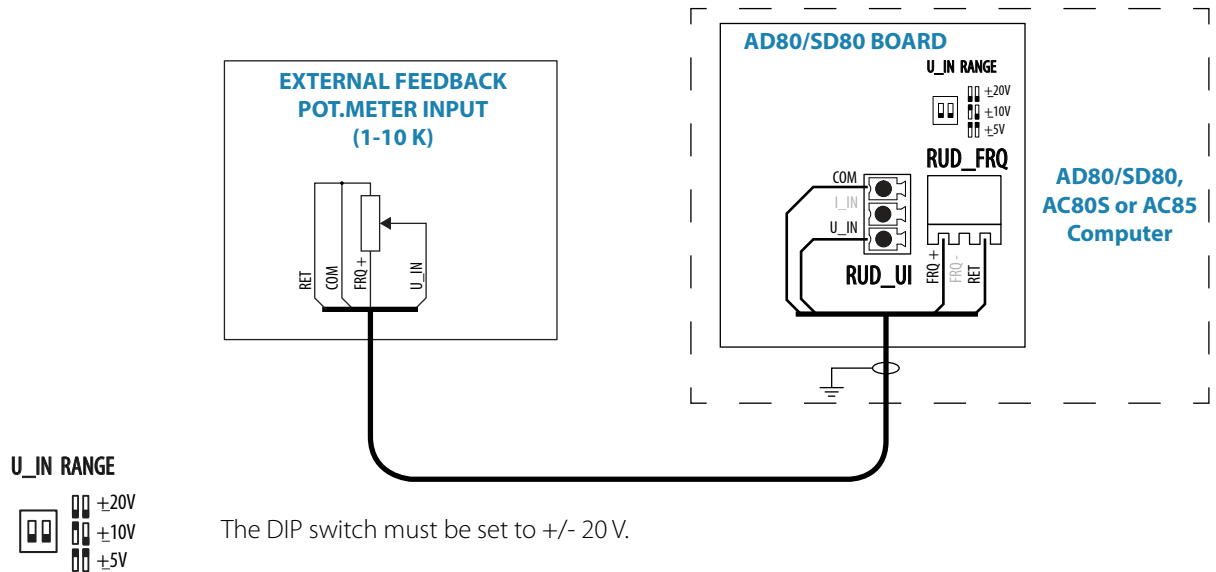 EXTERNAL FEEDBACK
POT.METER INPUT
(1-10 K)
RET
COM
FRQ +
U_IN
AD80/SD80 BOARD
U_IN RANGE
±20V
±10V
±5V
RUD_FRQ
COM
I_IN
U_IN
RUD_UI
FRQ +
FRQ -
RET
AD80/SD80,
AC80S or AC85
Computer
U_IN RANGE
±20V
±10V
±5V
The DIP switch must be set to +/- 20 V.